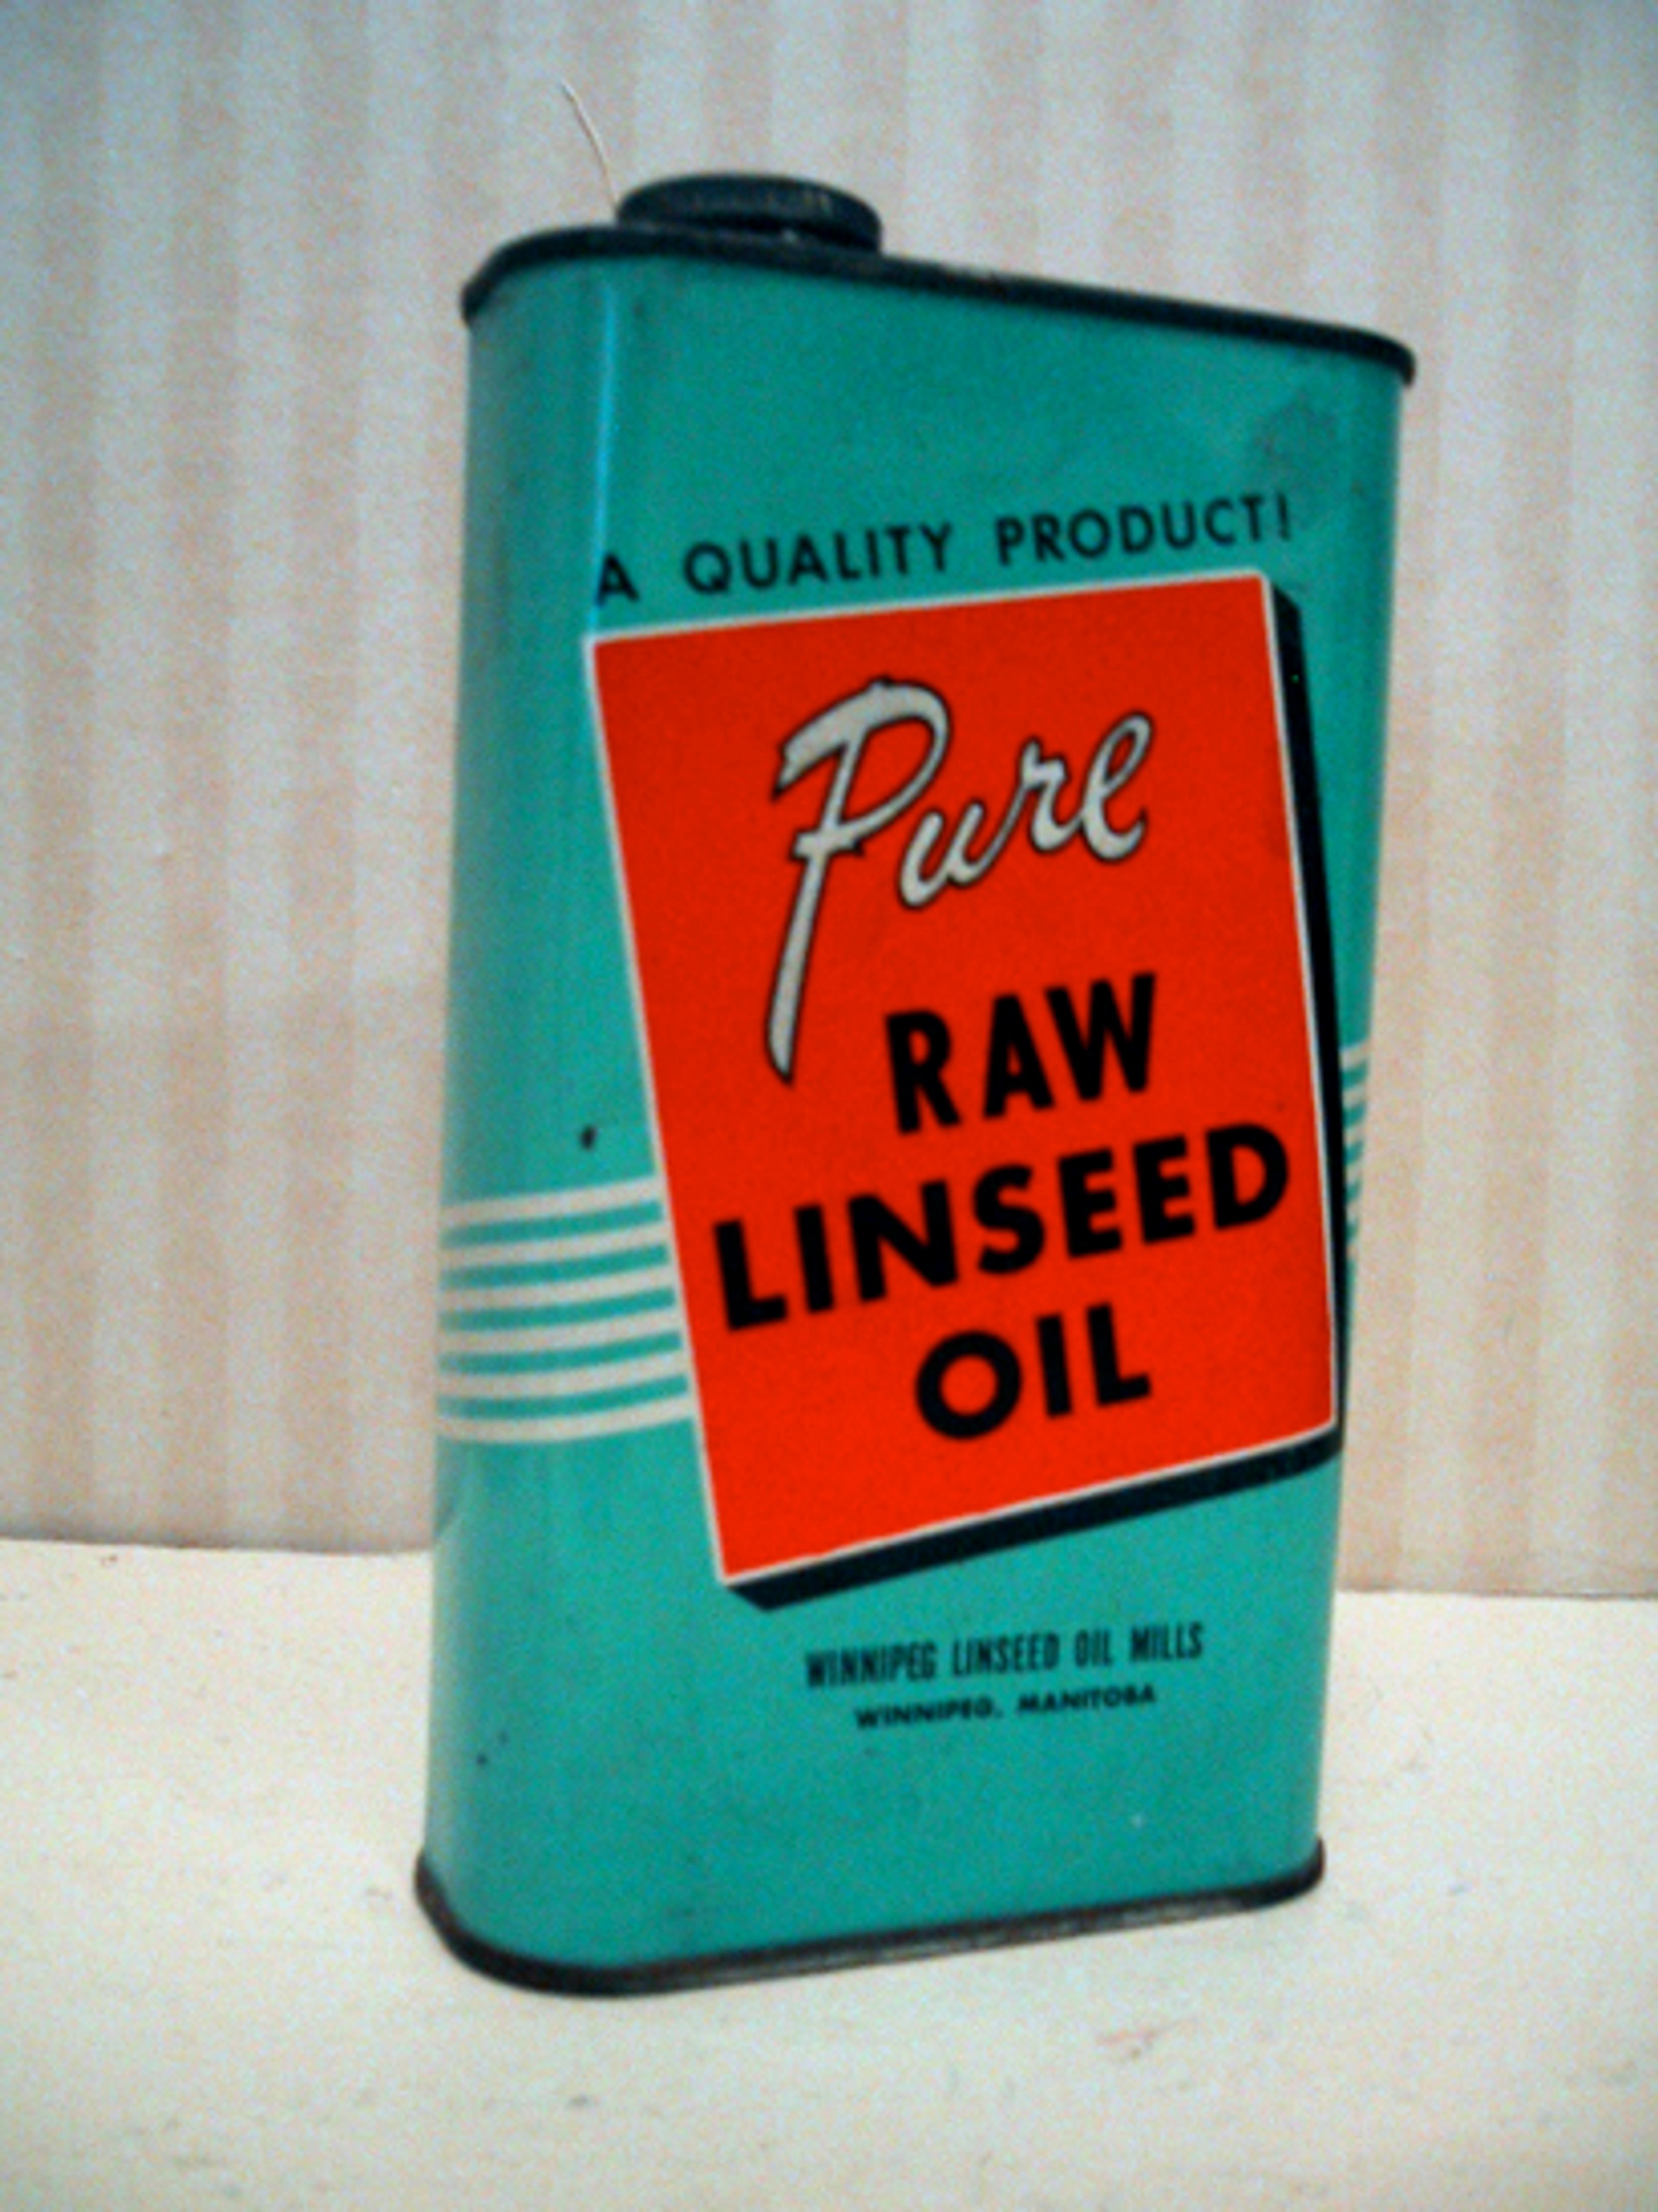 A QUALITY PRODUCT!
Pure
RAW
LINSEED
OIL
WINNIPEG LINSEED OIL MILLS
WINNIPEG, MANITOBA